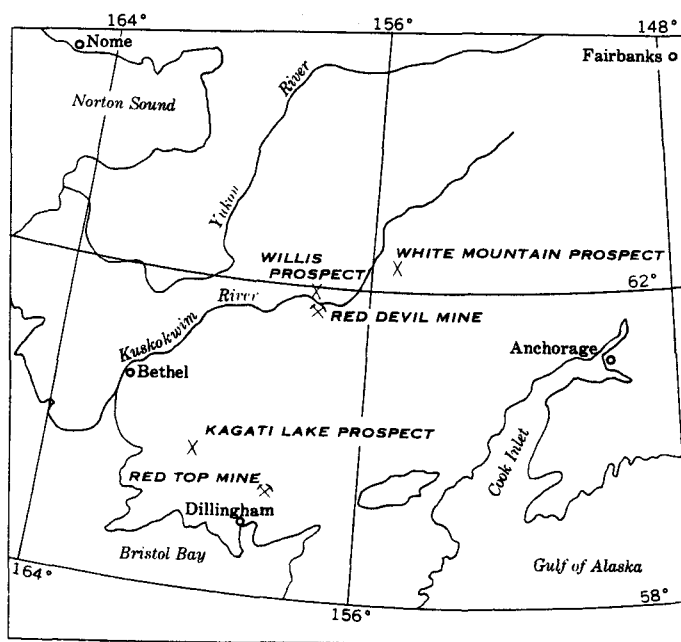 164°
156°
148°
Nome
Fairbanks
Norton Sound
River
Yukon
WILLIS
PROSPECT
WHITE MOUNTAIN PROSPECT
62°
River
RED DEVIL MINE
Kuskokwim
Anchorage
Bethel
KAGATI LAKE PROSPECT
Cook Inlet
RED TOP MINE
Dillingham
Bristol Bay
Gulf of Alaska
164°
156°
58°